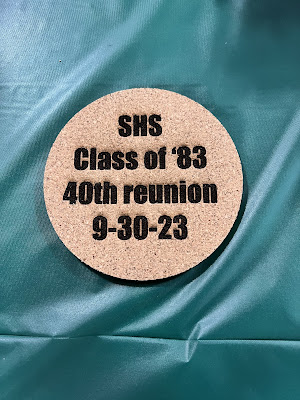 SHS
Class of ‘83
40th reunion
9-30-23